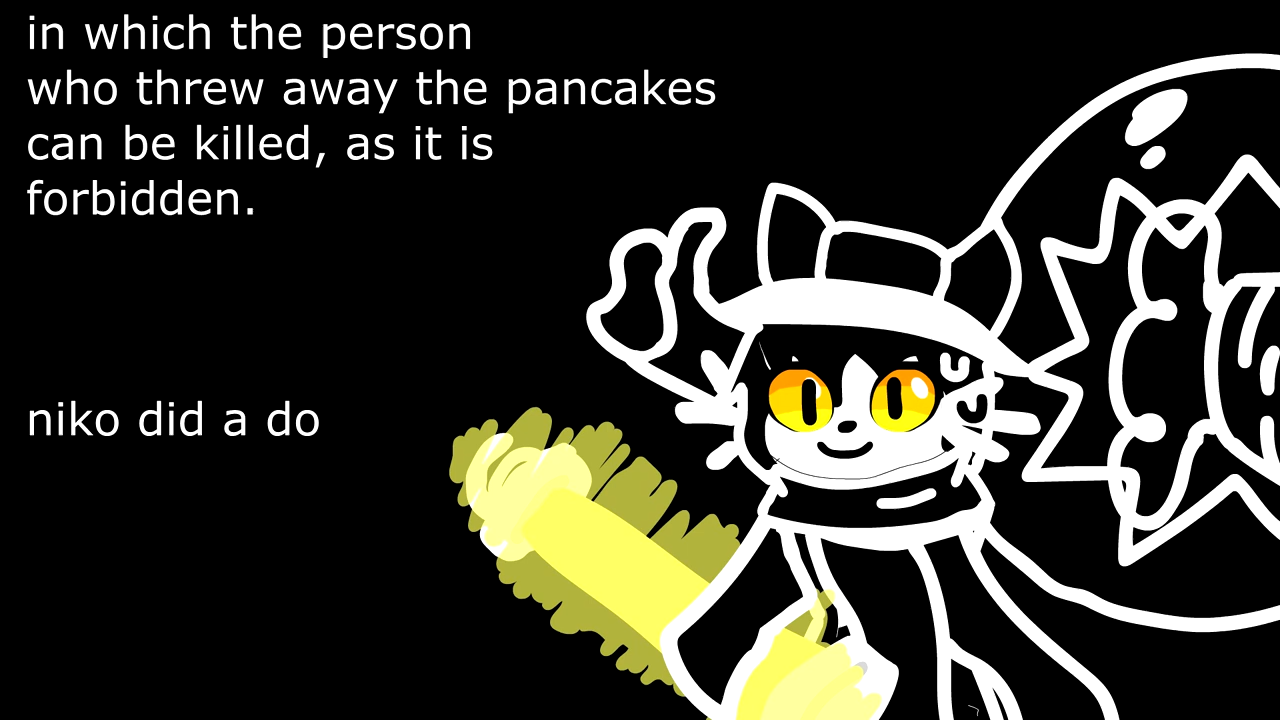 in which the person
who threw away the pancakes
can be killed, as it is
forbidden.
niko did a do